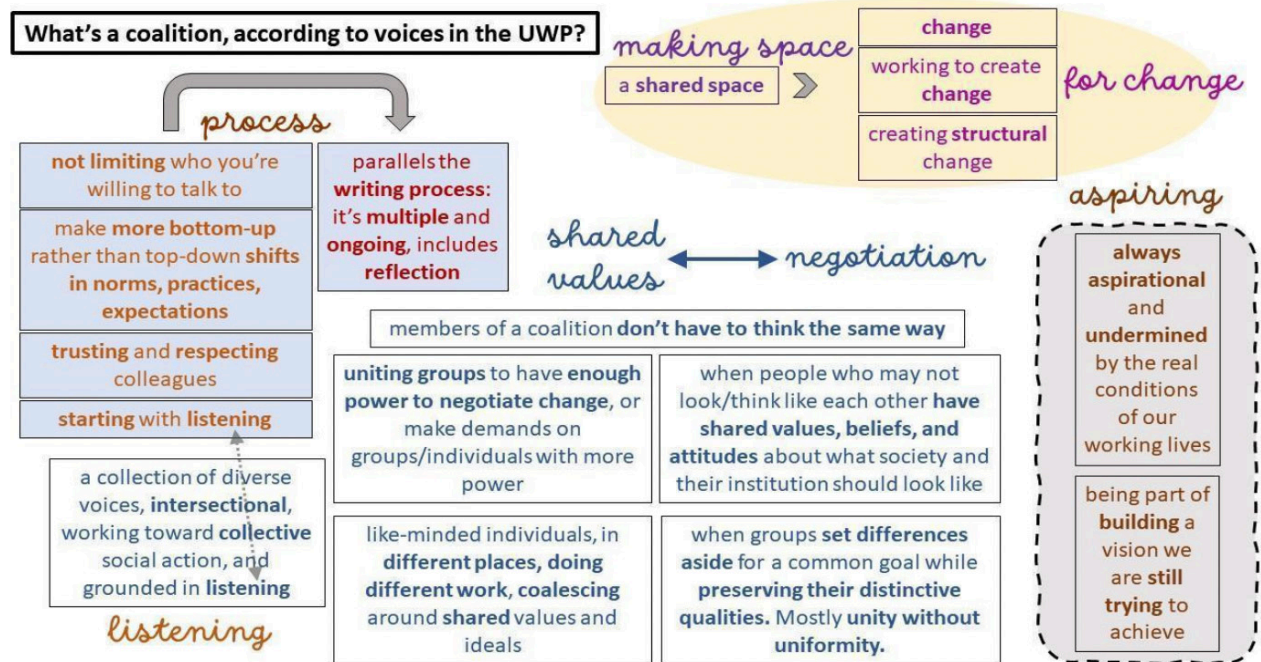 What's a coalition, according to voices in the UWP?
process
not limiting who you're
willing to talk to
make more bottom-up
rather than top-down shifts
in norms, practices,
expectations
trusting and respecting
colleagues
starting with listening
parallels the
writing process:
it's multiple and
ongoing, includes
reflection
a collection of diverse
voices, intersectional,
working toward collective
social action, and
grounded in listening
listening
making space
a shared space
change
working to create
change
creating structural
change
for change
shared
values
negotiation
members of a coalition don't have to think the same way
uniting groups to have enough
power to negotiate change, or
make demands on
groups/individuals with more
power
when people who may not
look/think like each other have
shared values, beliefs, and
attitudes about what society and
their institution should look like
like-minded individuals, in
different places, doing
different work, coalescing
around shared values and
ideals
when groups set differences
aside for a common goal while
preserving their distinctive
qualities. Mostly unity without
uniformity.
aspiring
always
aspirational
and
undermined
by the real
conditions
of our
working lives
being part of
building a
vision we
are still
trying to
achieve